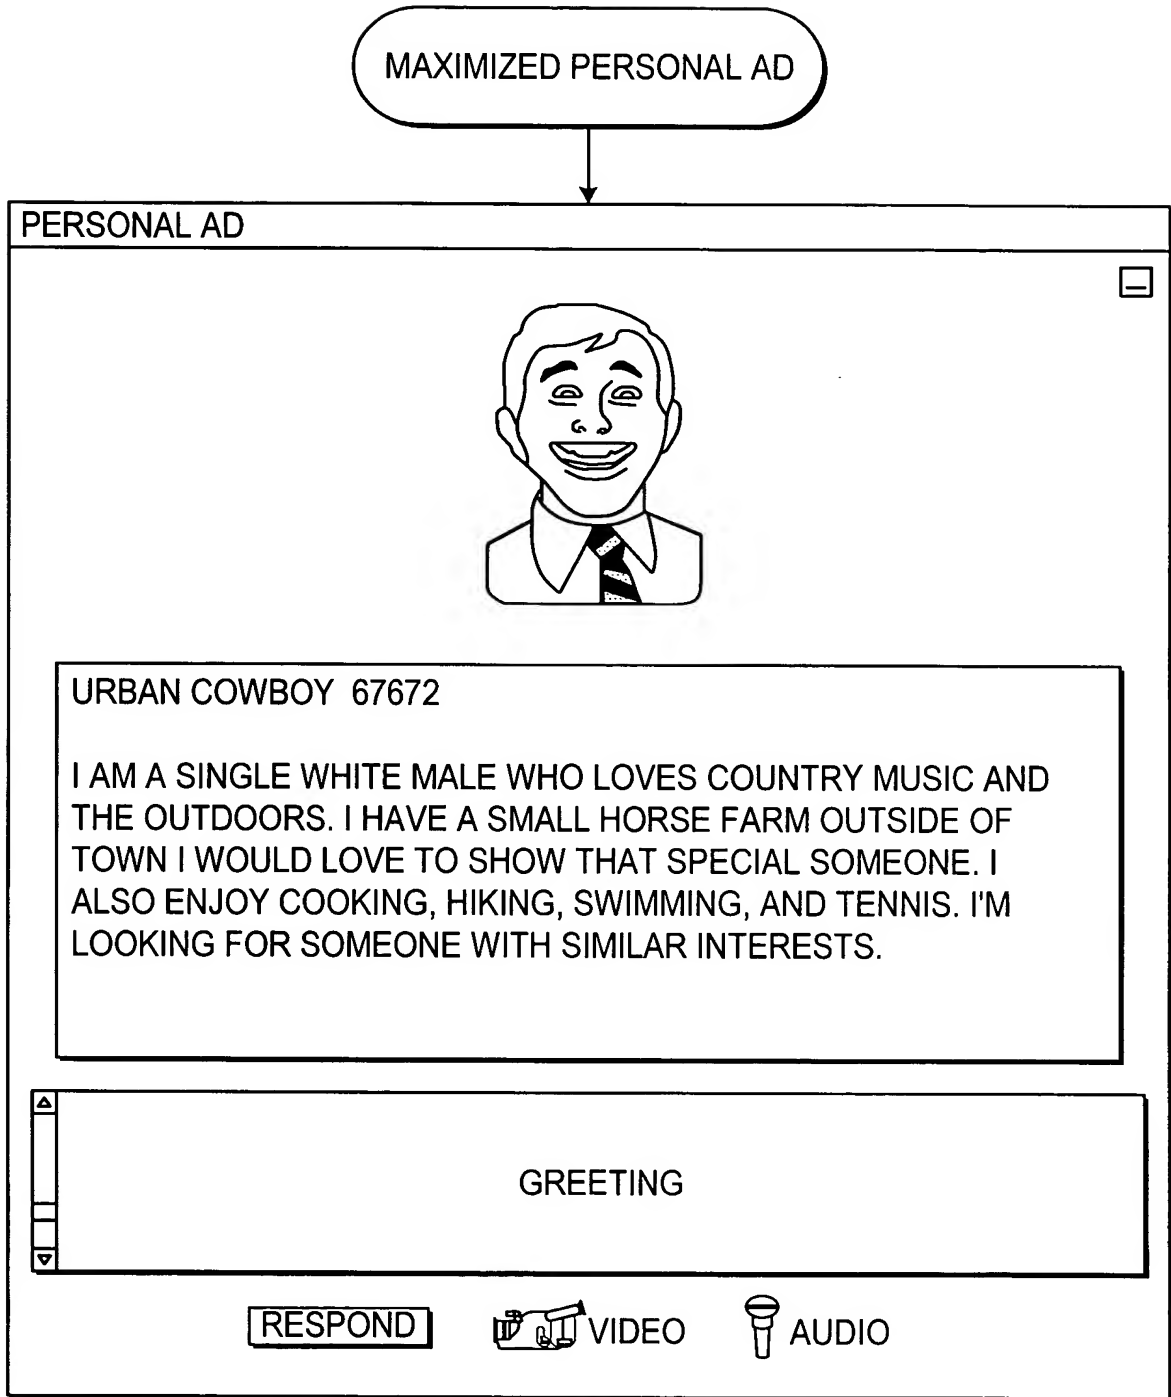 MAXIMIZED PERSONAL AD
PERSONAL AD
URBAN COWBOY 67672
I AM A SINGLE WHITE MALE WHO LOVES COUNTRY MUSIC AND
THE OUTDOORS. I HAVE A SMALL HORSE FARM OUTSIDE OF
TOWN I WOULD LOVE TO SHOW THAT SPECIAL SOMEONE. I
ALSO ENJOY COOKING, HIKING, SWIMMING, AND TENNIS. I'M
LOOKING FOR SOMEONE WITH SIMILAR INTERESTS.
GREETING
RESPOND VIDEO AUDIO